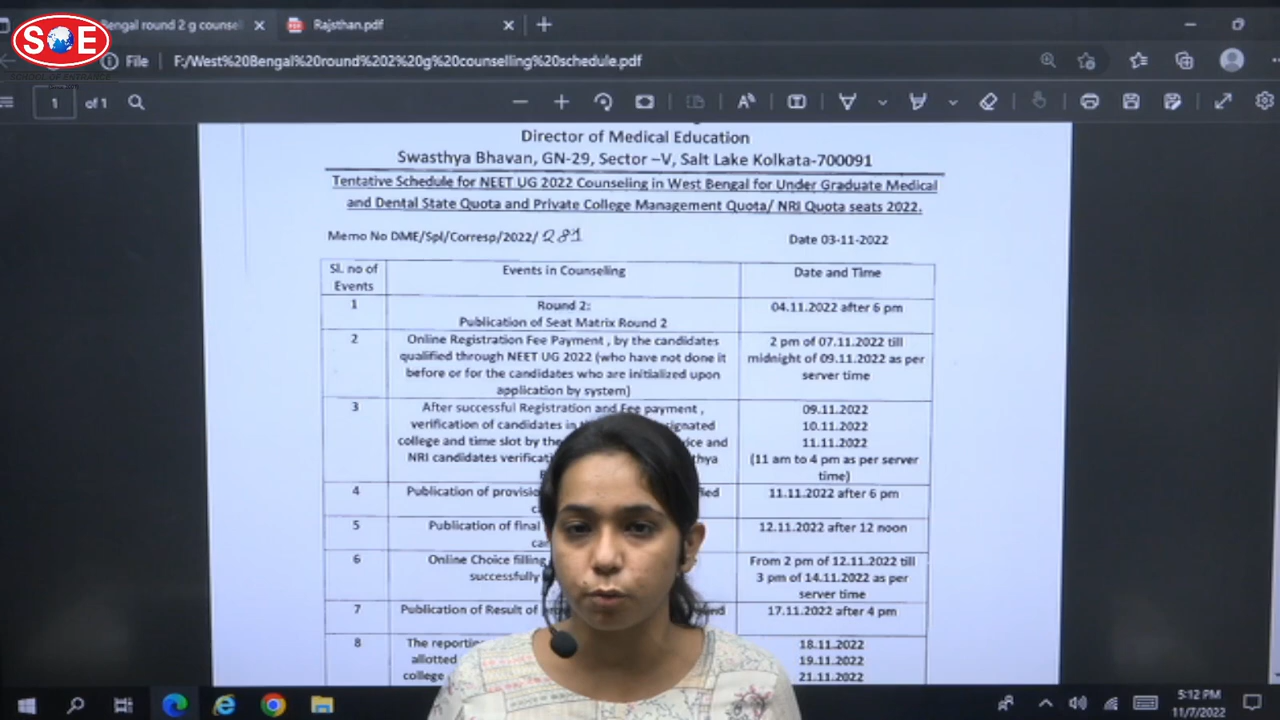 SOE
SCHOOL OF ENTRANCE
Bengal round 2 g counsel
Rajsthan.pdf
File
F:/West%20Bengal%20round%202%20g%20counselling%20schedule.pdf
1 of 1
Director of Medical Education
Swasthya Bhavan, GN-29, Sector –V, Salt Lake Kolkata-700091
Tentative Schedule for NEET UG 2022 Counseling in West Bengal for Under Graduate Medical
and Dental State Quota and Private College Management Quota/ NRI Quota seats 2022.
Memo No DME/Spl/Corresp/2022/ 281
Date 03-11-2022
Sl. no of
Events
Events in Counseling
Date and Time
1
Round 2:
Publication of Seat Matrix Round 2
04.11.2022 after 6 pm
2
Online Registration Fee Payment , by the candidates
qualified through NEET UG 2022 (who have not done it
before or for the candidates who are initialized upon
application by system)
2 pm of 07.11.2022 till
midnight of 09.11.2022 as per
server time
3
After successful Registration and Fee payment ,
verification of candidates in
college and time slot by the and
NRI candidates
09.11.2022
10.11.2022
11.11.2022
(11 am to 4 pm as per server
time)
4
Publication of
11.11.2022 after 6 pm
5
Publication of final
12.11.2022 after 12 noon
6
Online Choice filling
successfully
From 2 pm of 12.11.2022 till
3 pm of 14.11.2022 as per
server time
7
Publication of Result of
17.11.2022 after 4 pm
8
The
allotted
college
18.11.2022
19.11.2022
21.11.2022
5:12 PM
11/7/2022